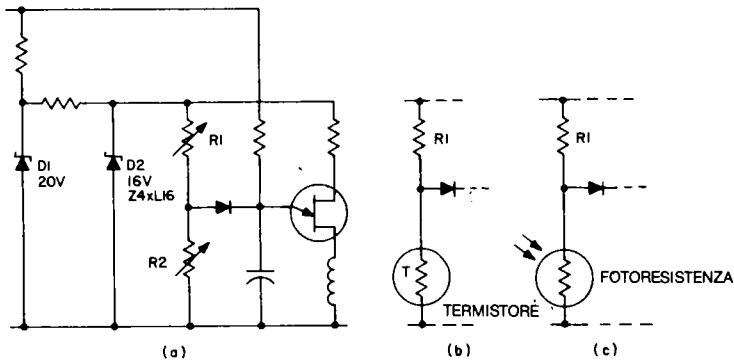 D1
20V
D2
16V
Z4xL16
R1
R2
(a)
R1
T
TERMISTORE
(b)
R1
FOTORESISTENZA
(c)